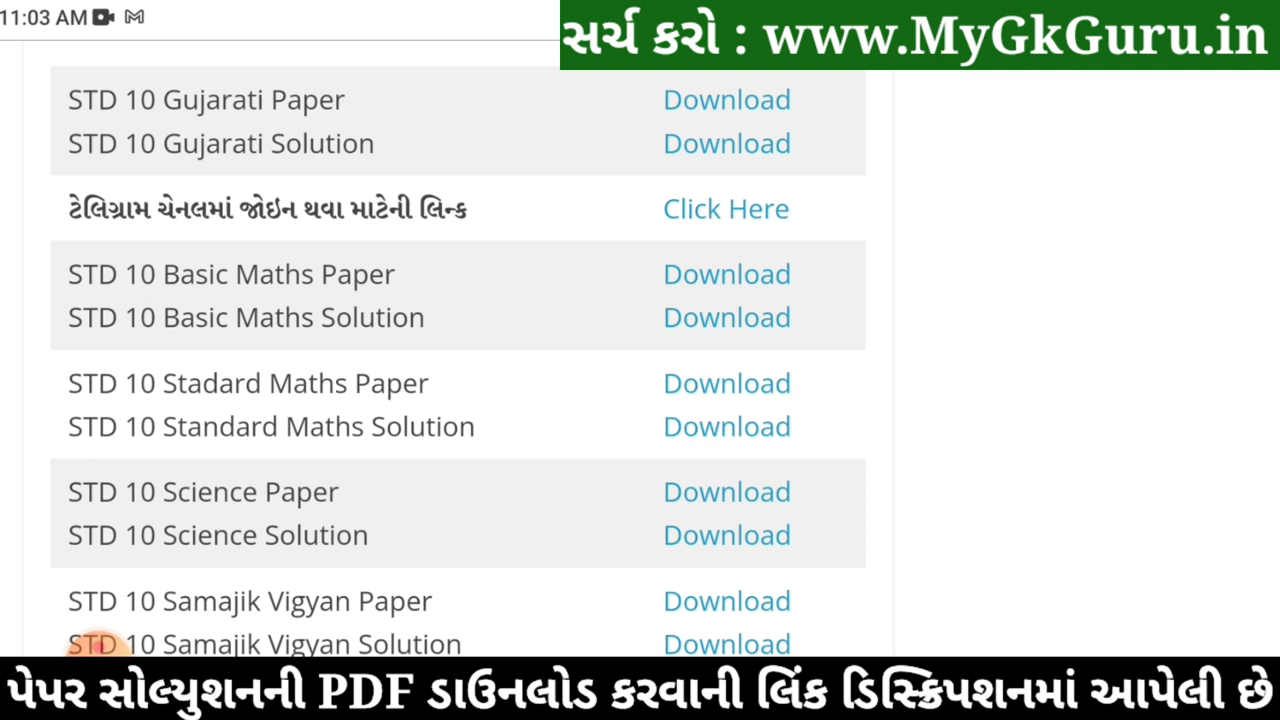 11:03 AM
સર્ચ કરો : www.MyGkGuru.in
STD 10 Gujarati Paper Download
STD 10 Gujarati Solution Download
ટેલિગ્રામ ચેનલમાં જોઇન થવા માટેની લિન્ક Click Here
STD 10 Basic Maths Paper Download
STD 10 Basic Maths Solution Download
STD 10 Stadard Maths Paper Download
STD 10 Standard Maths Solution Download
STD 10 Science Paper Download
STD 10 Science Solution Download
STD 10 Samajik Vigyan Paper Download
STD 10 Samajik Vigyan Solution Download
પેપર સોલ્યુશનની PDF ડાઉનલોડ કરવાની લિંક ડિસ્ક્રિપશનમાં આપેલી છે